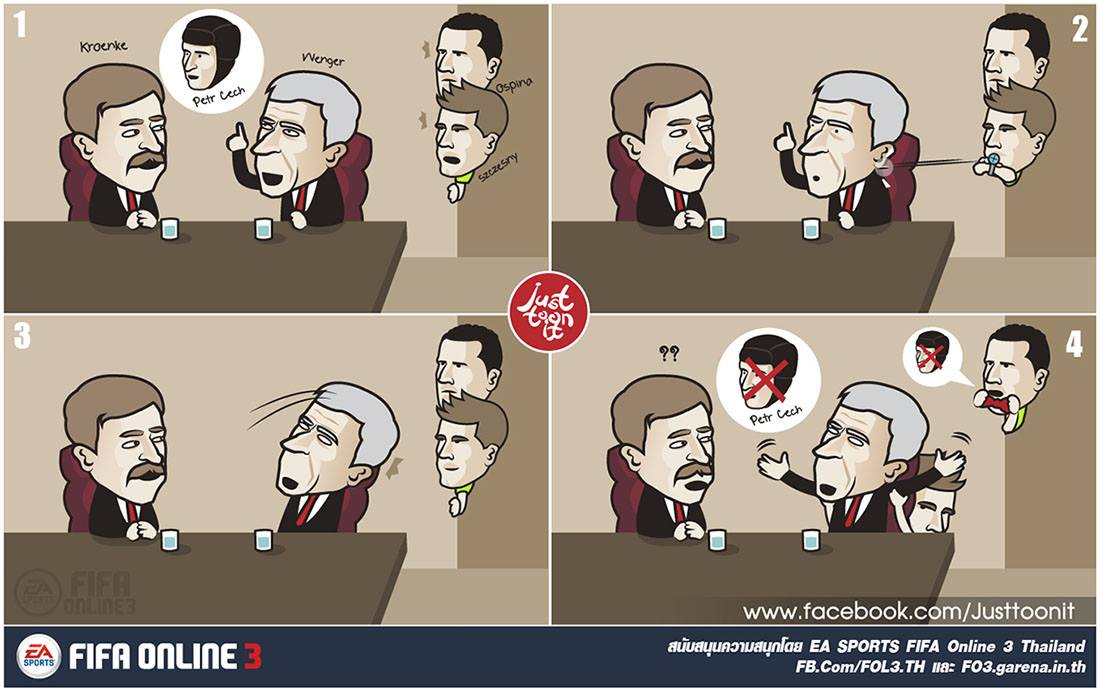 1
Kroenke
Petr Cech
Wenger
Ospina
Szczesny
2
just
toon
it
3
EA
SPORTS
FIFA
ONLINE3
4
??
Petr Cech
www.facebook.com/Justtoonit
EA
SPORTS
FIFA ONLINE 3
สนับสนุนความสนุกโดย EA SPORTS FIFA Online 3 Thailand
FB.Com/FOL3.TH และ FO3.garena.in.th